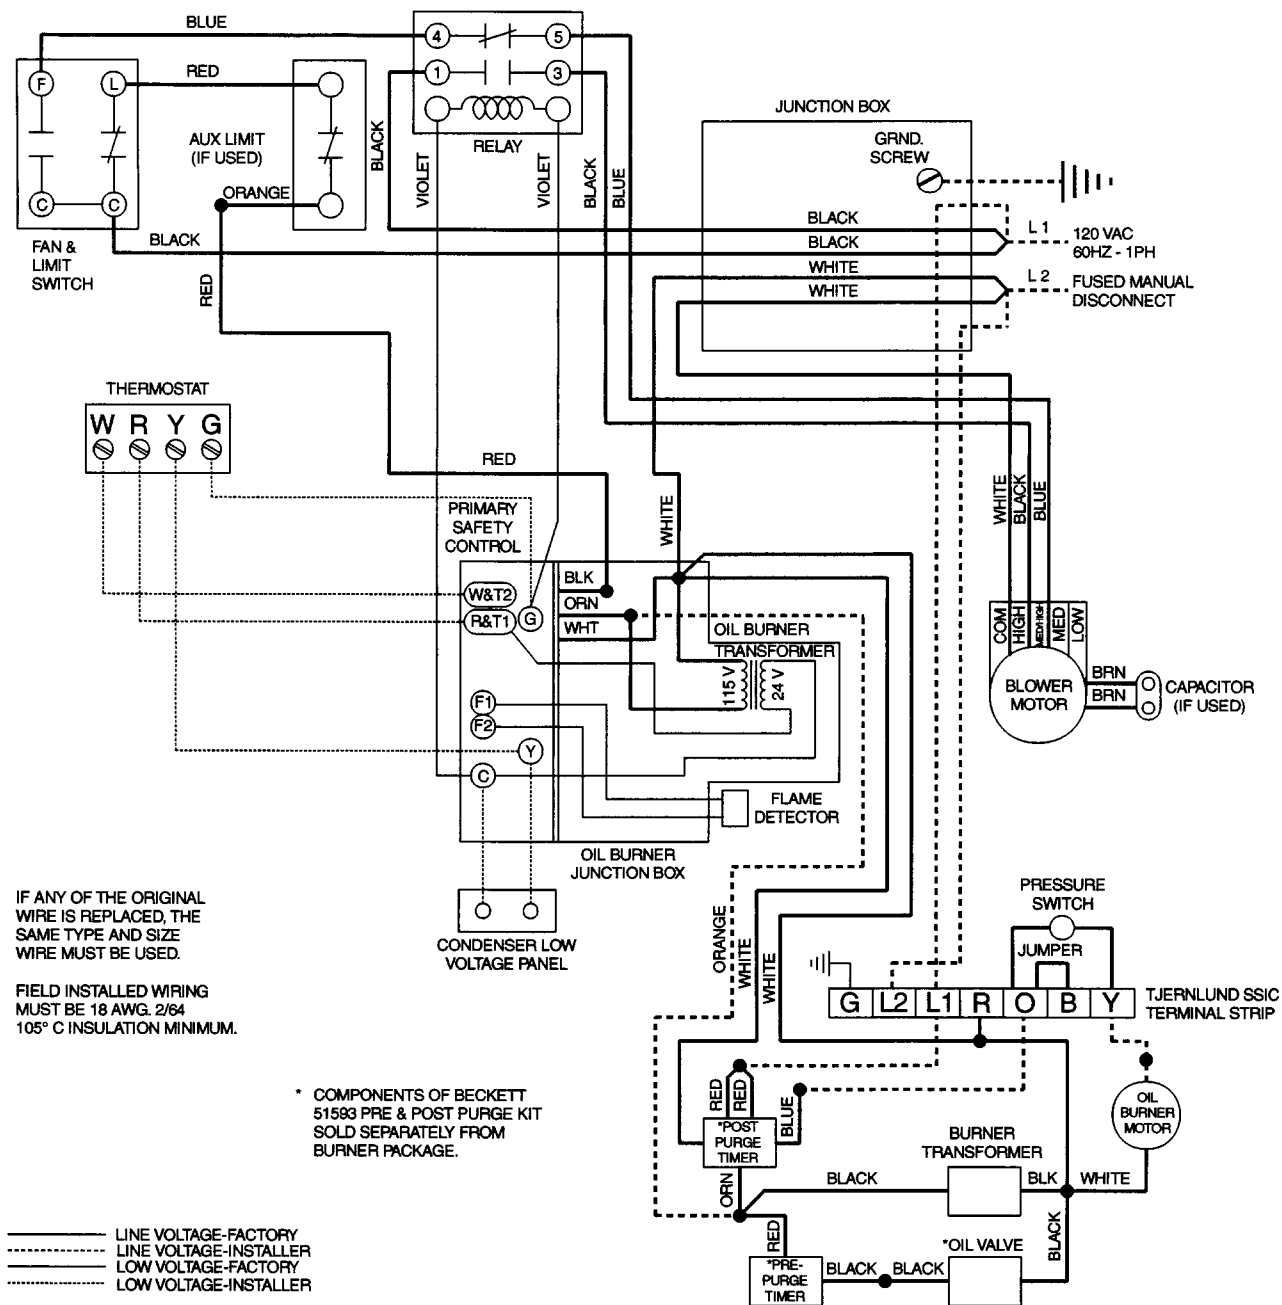 BLUE
4
5
1
3
F
L
RED
AUX LIMIT
(IF USED)
RELAY
BLACK
VIOLET
VIOLET
BLACK
BLUE
JUNCTION BOX
GRND.
SCREW
C
C
ORANGE
FAN &
LIMIT
SWITCH
BLACK
RED
BLACK
BLACK
WHITE
WHITE
L 1
120 VAC
60HZ - 1PH
L 2
FUSED MANUAL
DISCONNECT
THERMOSTAT
W R Y G
RED
PRIMARY
SAFETY
CONTROL
WHITE
WHITE
BLACK
BLUE
W&T2
R&T1
G
BLK
ORN
WHT
OIL BURNER
TRANSFORMER
115 V
24 V
F1
F2
Y
C
COM
HIGH
MED/HIGH
MED
LOW
BLOWER
MOTOR
BRN
BRN
CAPACITOR
(IF USED)
FLAME
DETECTOR
OIL BURNER
JUNCTION BOX
CONDENSER LOW
VOLTAGE PANEL
IF ANY OF THE ORIGINAL
WIRE IS REPLACED, THE
SAME TYPE AND SIZE
WIRE MUST BE USED.
FIELD INSTALLED WIRING
MUST BE 18 AWG. 2/64
105° C INSULATION MINIMUM.
ORANGE
WHITE
WHITE
PRESSURE
SWITCH
JUMPER
G L2 L1 R O B Y
TJERNLUND SSIC
TERMINAL STRIP
* COMPONENTS OF BECKETT
51593 PRE & POST PURGE KIT
SOLD SEPARATELY FROM
BURNER PACKAGE.
RED
RED
BLUE
*POST
PURGE
TIMER
OIL
BURNER
MOTOR
BURNER
TRANSFORMER
ORN
BLACK
BLK
WHITE
RED
BLACK
*OIL VALVE
*PRE-
PURGE
TIMER
BLACK
BLACK
LINE VOLTAGE-FACTORY
LINE VOLTAGE-INSTALLER
LOW VOLTAGE-FACTORY
LOW VOLTAGE-INSTALLER